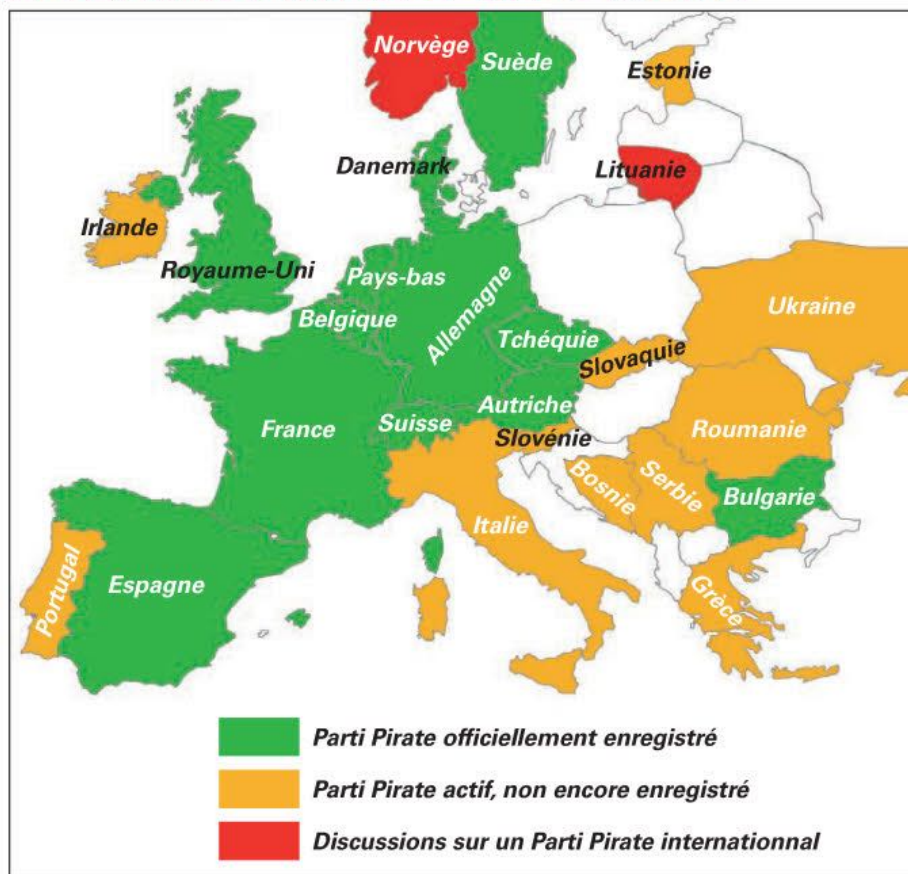 Norvège
Suède
Estonie
Danemark
Lituanie
Irlande
Royaume-Uni
Pays-bas
Belgique
Allemagne
Ukraine
Tchéquie
Slovaquie
Autriche
Suisse
France
Slovénie
Roumanie
Bosnie
Serbie
Bulgarie
Italie
Portugal
Espagne
Grèce
Parti Pirate officiellement enregistré
Parti Pirate actif, non encore enregistré
Discussions sur un Parti Pirate internationnal